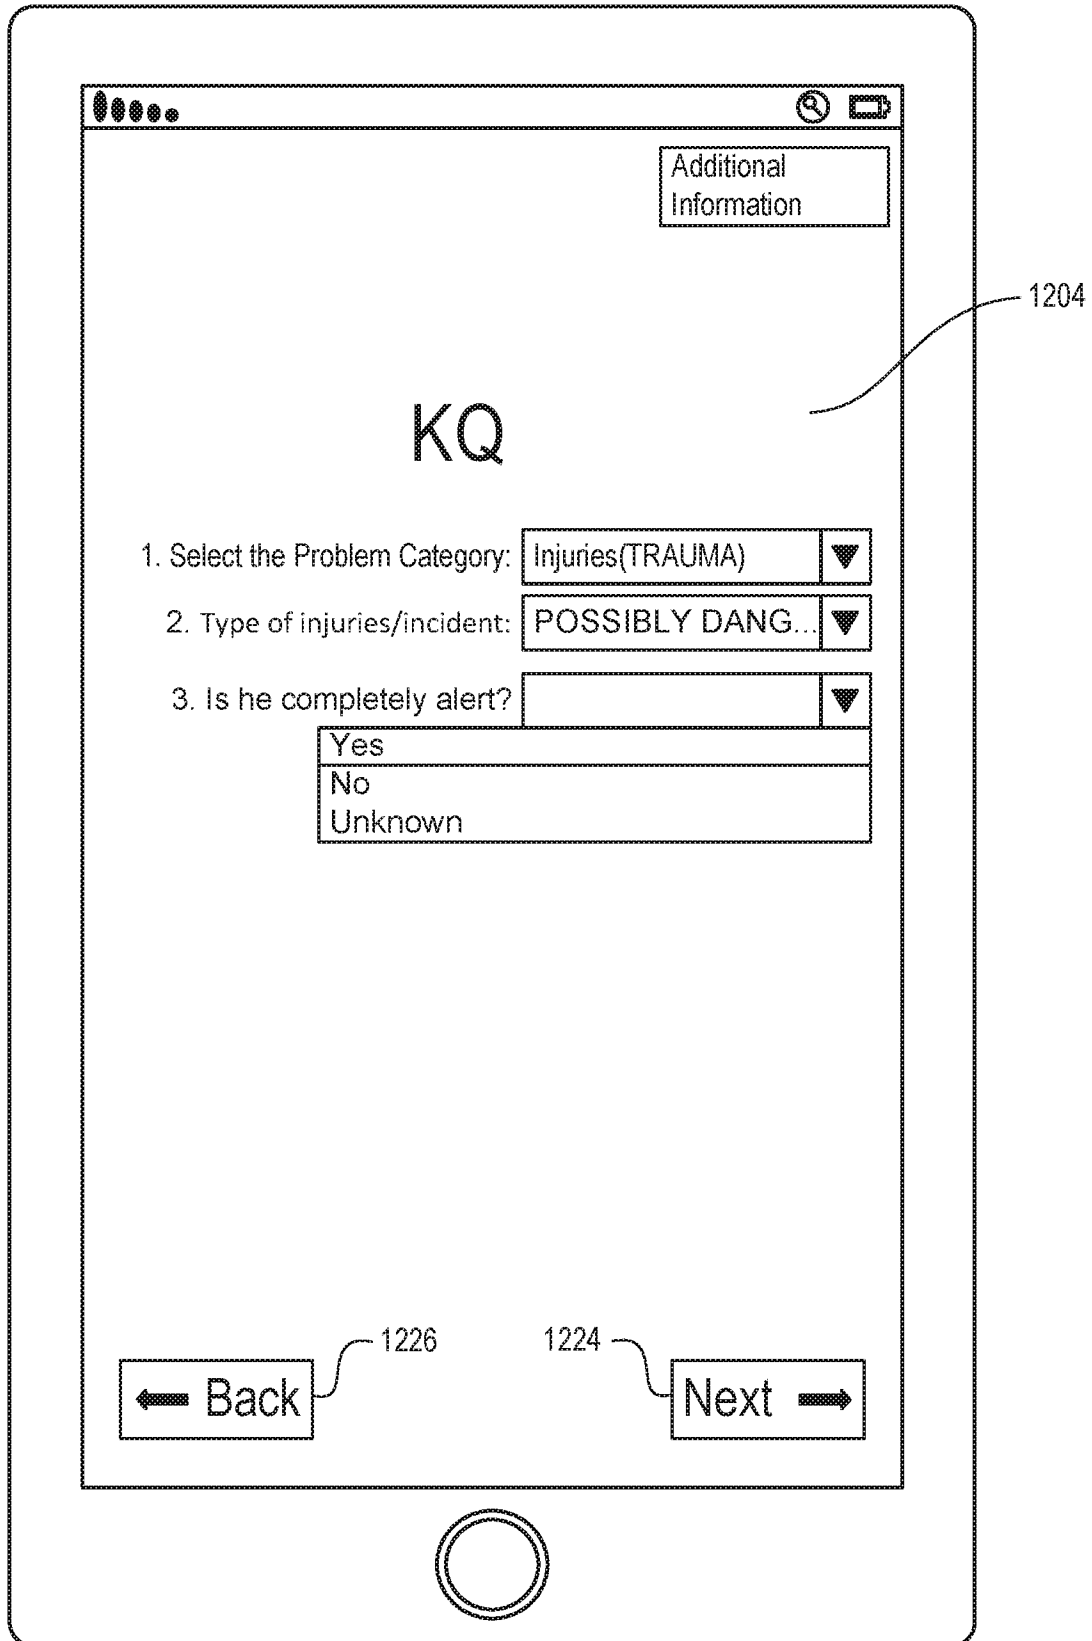 Additional
Information
1204
KQ
1. Select the Problem Category: Injuries(TRAUMA)
2. Type of injuries/incident: POSSIBLY DANG...
3. Is he completely alert?
Yes
No
Unknown
1226 1224
Back Next